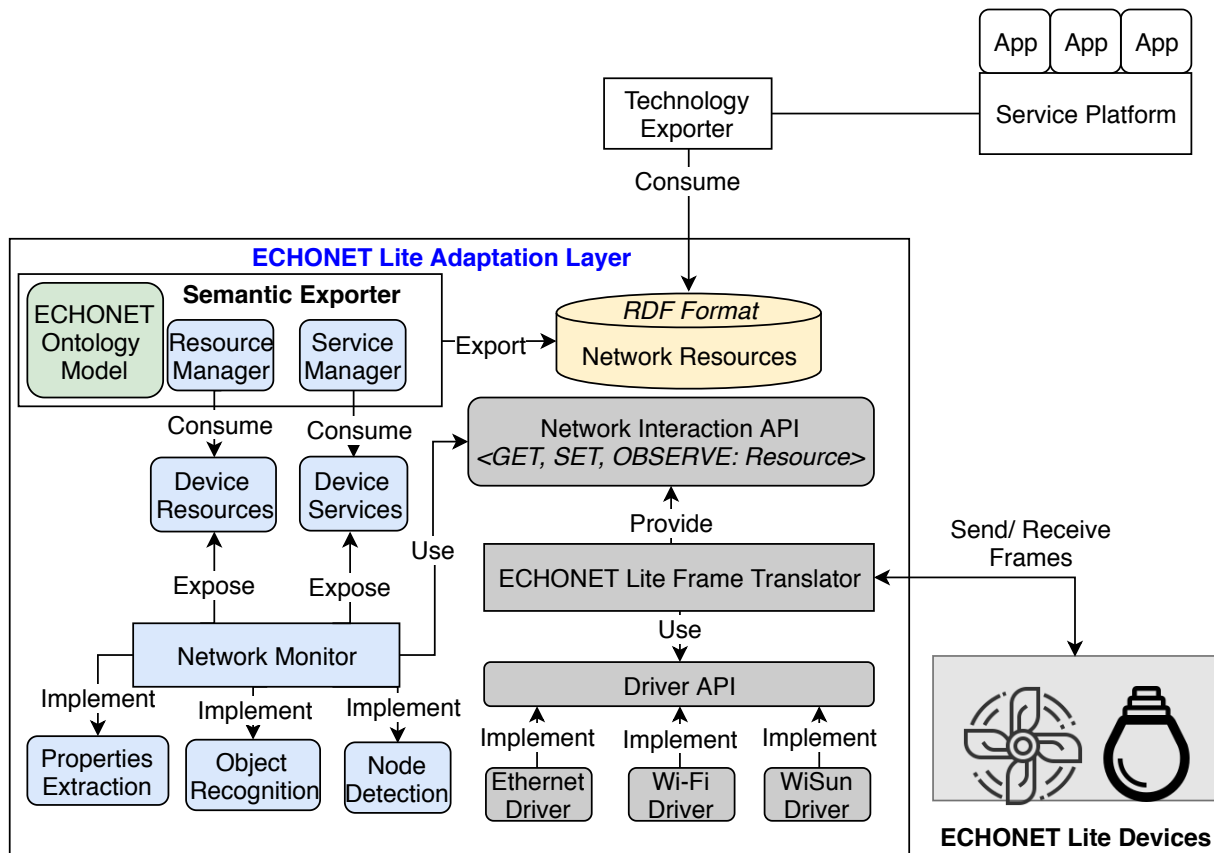 App App App
Service Platform
Technology
Exporter
Consume
ECHONET Lite Adaptation Layer
Semantic Exporter
ECHONET
Ontology
Model
Resource
Manager
Service
Manager
Export
RDF Format
Network Resources
Consume
Consume
Network Interaction API
<GET, SET, OBSERVE: Resource>
Device
Resources
Device
Services
Use
Provide
Send/ Receive
Frames
Expose
Expose
ECHONET Lite Frame Translator
Use
Network Monitor
Driver API
Implement
Implement
Implement
Implement
Implement
Implement
Properties
Extraction
Object
Recognition
Node
Detection
Ethernet
Driver
Wi-Fi
Driver
WiSun
Driver
ECHONET Lite Devices